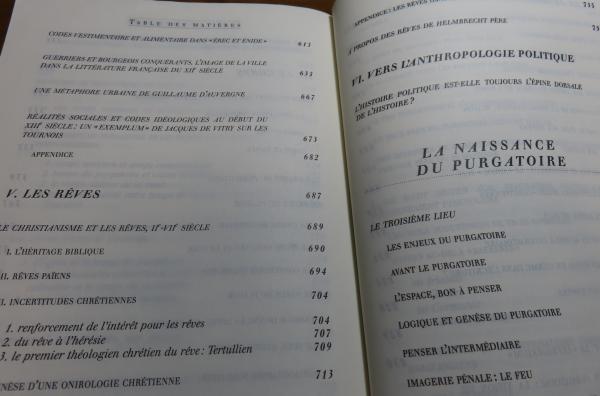 TABLE DES MATIÈRES
CODES VESTIMENTAIRE ET ALIMENTAIRE DANS «ÉREC ET ENIDE» 613
GUERRIERS ET BOURGEOIS CONQUÉRANTS, L'IMAGE DE LA VILLE
DANS LA LITTÉRATURE FRANÇAISE DU XIIe SIÈCLE 635
UNE MÉTAPHORE URBAINE DE GUILLAUME D'AUVERGNE 667
RÉALITÉS SOCIALES ET CODES IDÉOLOGIQUES AU DÉBUT DU
XIIIe SIÈCLE : UN «EXEMPLUM» DE JACQUES DE VITRY SUR LES
TOURNOIS 673
APPENDICE 682
V. LES RÊVES 687
LE CHRISTIANISME ET LES RÊVES, IIe-VIIe SIÈCLE 689
I. L'HÉRITAGE BIBLIQUE 690
II. RÊVES PAÏENS 694
III. INCERTITUDES CHRÉTIENNES 704
1. renforcement de l'intérêt pour les rêves 704
2. du rêve à l'hérésie 707
3. le premier théologien chrétien du rêve : Tertullien 709
NÈSE D'UNE ONIROLOGIE CHRÉTIENNE 713
APPENDICE : LES RÊVES 735
À PROPOS DES RÊVES DE HELMBRECHT PÈRE
VI. VERS L'ANTHROPOLOGIE POLITIQUE
L'HISTOIRE POLITIQUE EST-ELLE TOUJOURS L'ÉPINE DORSALE
DE L'HISTOIRE ?
LA NAISSANCE
DU PURGATOIRE
LE TROISIÈME LIEU
LES ENJEUX DU PURGATOIRE
AVANT LE PURGATOIRE
L'ESPACE, BON À PENSER
LOGIQUE ET GENÈSE DU PURGATOIRE
PENSER L'INTERMÉDIAIRE
IMAGERIE PÉNALE : LE FEU